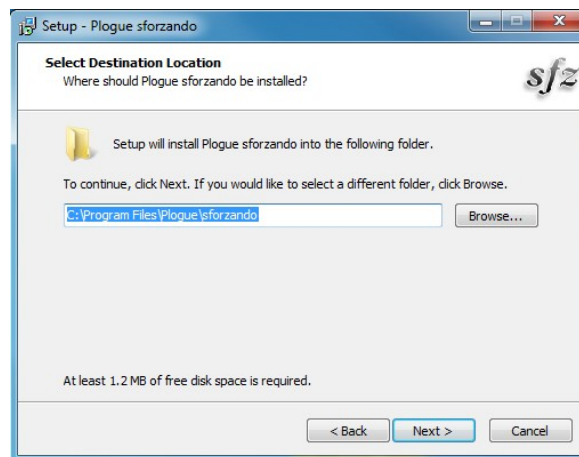 Setup - Plogue sforzando
Select Destination Location
Where should Plogue sforzando be installed?
sfz
Setup will install Plogue sforzando into the following folder.
To continue, click Next. If you would like to select a different folder, click Browse.
C:\Program Files\Plogue\sforzando
Browse...
At least 1.2 MB of free disk space is required.
< Back
Next >
Cancel